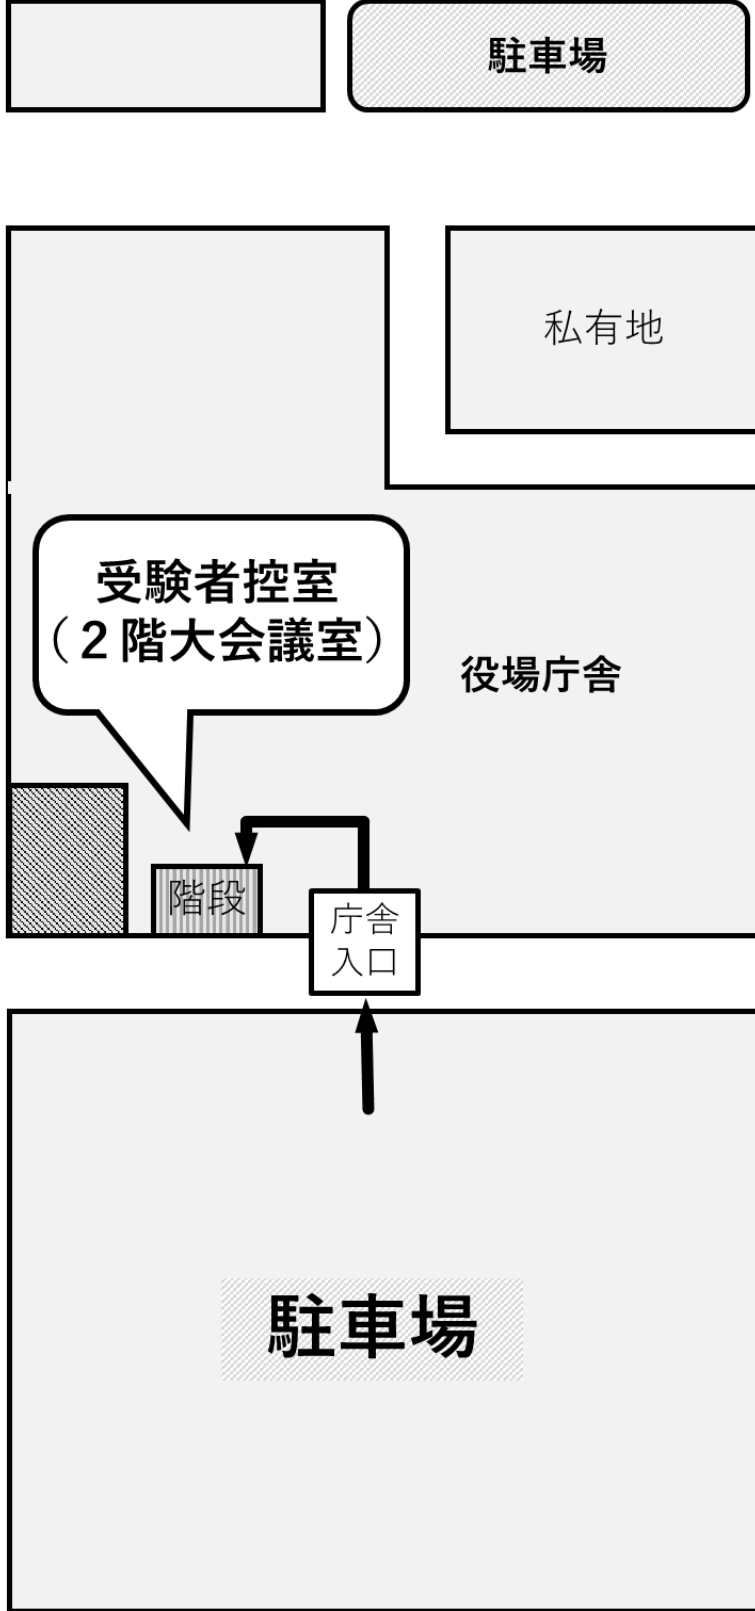 駐車場
私有地
受験者控室
（２階大会議室）
役場庁舎
階段
庁舎
入口
駐車場